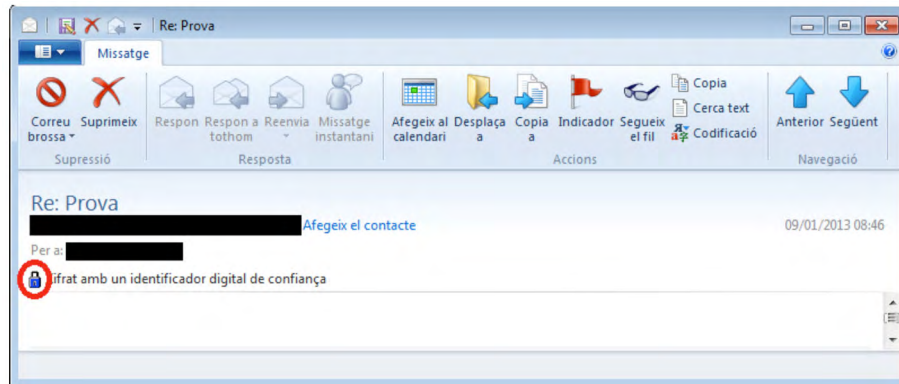 Re: Prova
Missatge
Correu brossa
Suprimeix
Respon
Respon a tothom
Reenvia
Missatge instantani
Afegeix al calendari
Desplaça a
Copia a
Indicador
Segueix el fil
Copia
Cerca text
Codificació
Anterior
Següent
Supressió
Resposta
Accions
Navegació
Re: Prova
Afegeix el contacte
09/01/2013 08:46
Per a:
ifrat amb un identificador digital de confiança